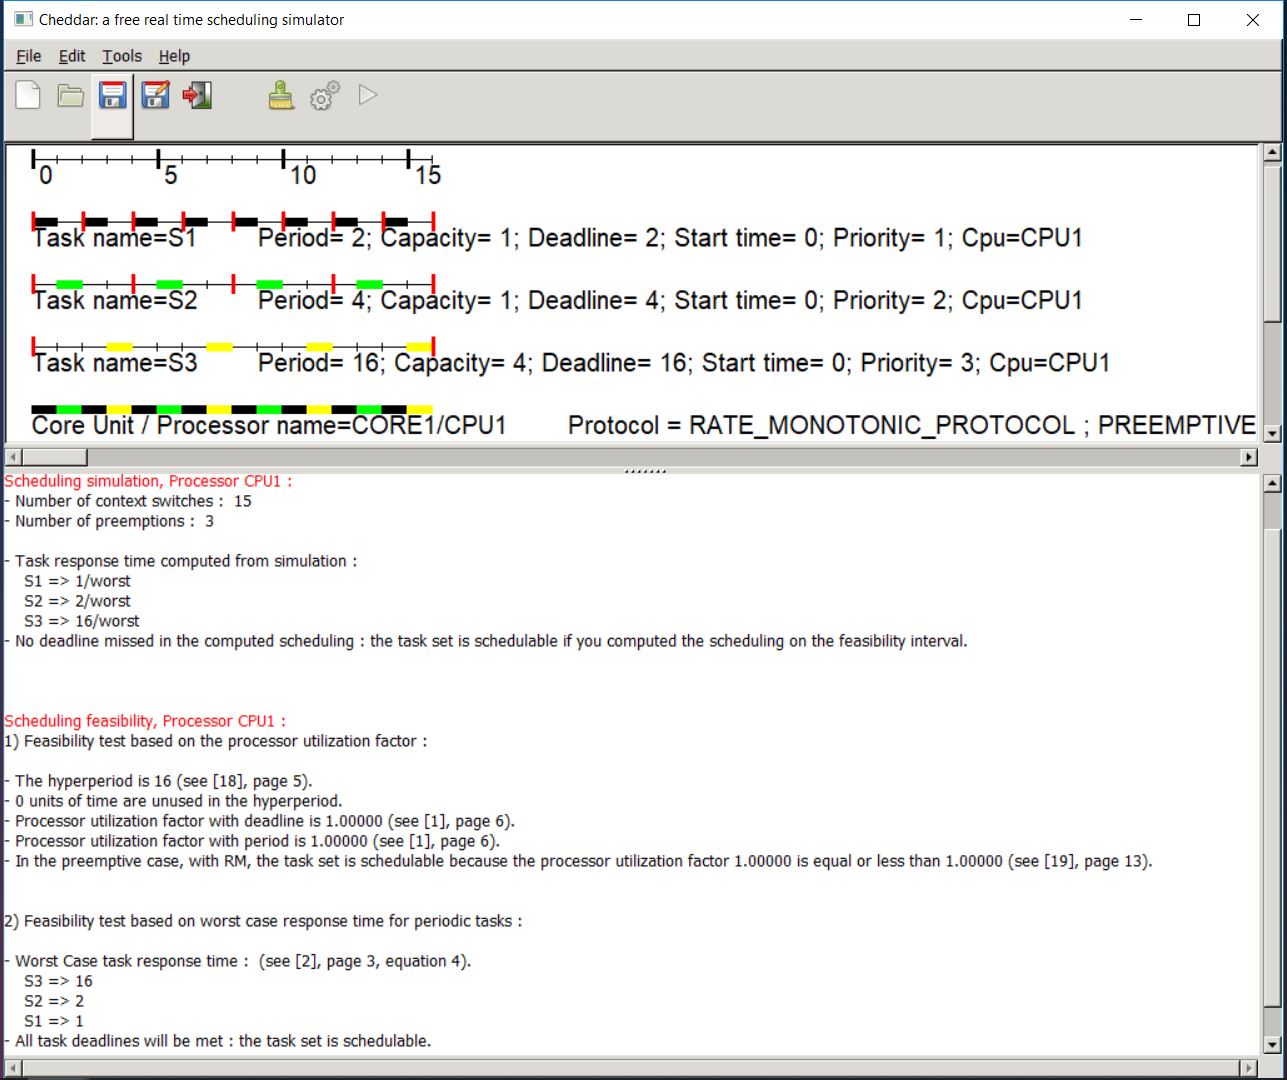 Cheddar: a free real time scheduling simulator
File Edit Tools Help
0 5 10 15
Task name=S1 Period= 2; Capacity= 1; Deadline= 2; Start time= 0; Priority= 1; Cpu=CPU1
Task name=S2 Period= 4; Capacity= 1; Deadline= 4; Start time= 0; Priority= 2; Cpu=CPU1
Task name=S3 Period= 16; Capacity= 4; Deadline= 16; Start time= 0; Priority= 3; Cpu=CPU1
Core Unit / Processor name=CORE1/CPU1 Protocol = RATE_MONOTONIC_PROTOCOL ; PREEMPTIVE
Scheduling simulation, Processor CPU1 :
- Number of context switches : 15
- Number of preemptions : 3
- Task response time computed from simulation :
S1 => 1/worst
S2 => 2/worst
S3 => 16/worst
- No deadline missed in the computed scheduling : the task set is schedulable if you computed the scheduling on the feasibility interval.
Scheduling feasibility, Processor CPU1 :
1) Feasibility test based on the processor utilization factor :
- The hyperperiod is 16 (see [18], page 5).
- 0 units of time are unused in the hyperperiod.
- Processor utilization factor with deadline is 1.00000 (see [1], page 6).
- Processor utilization factor with period is 1.00000 (see [1], page 6).
- In the preemptive case, with RM, the task set is schedulable because the processor utilization factor 1.00000 is equal or less than 1.00000 (see [19], page 13).
2) Feasibility test based on worst case response time for periodic tasks :
- Worst Case task response time : (see [2], page 3, equation 4).
S3 => 16
S2 => 2
S1 => 1
- All task deadlines will be met : the task set is schedulable.